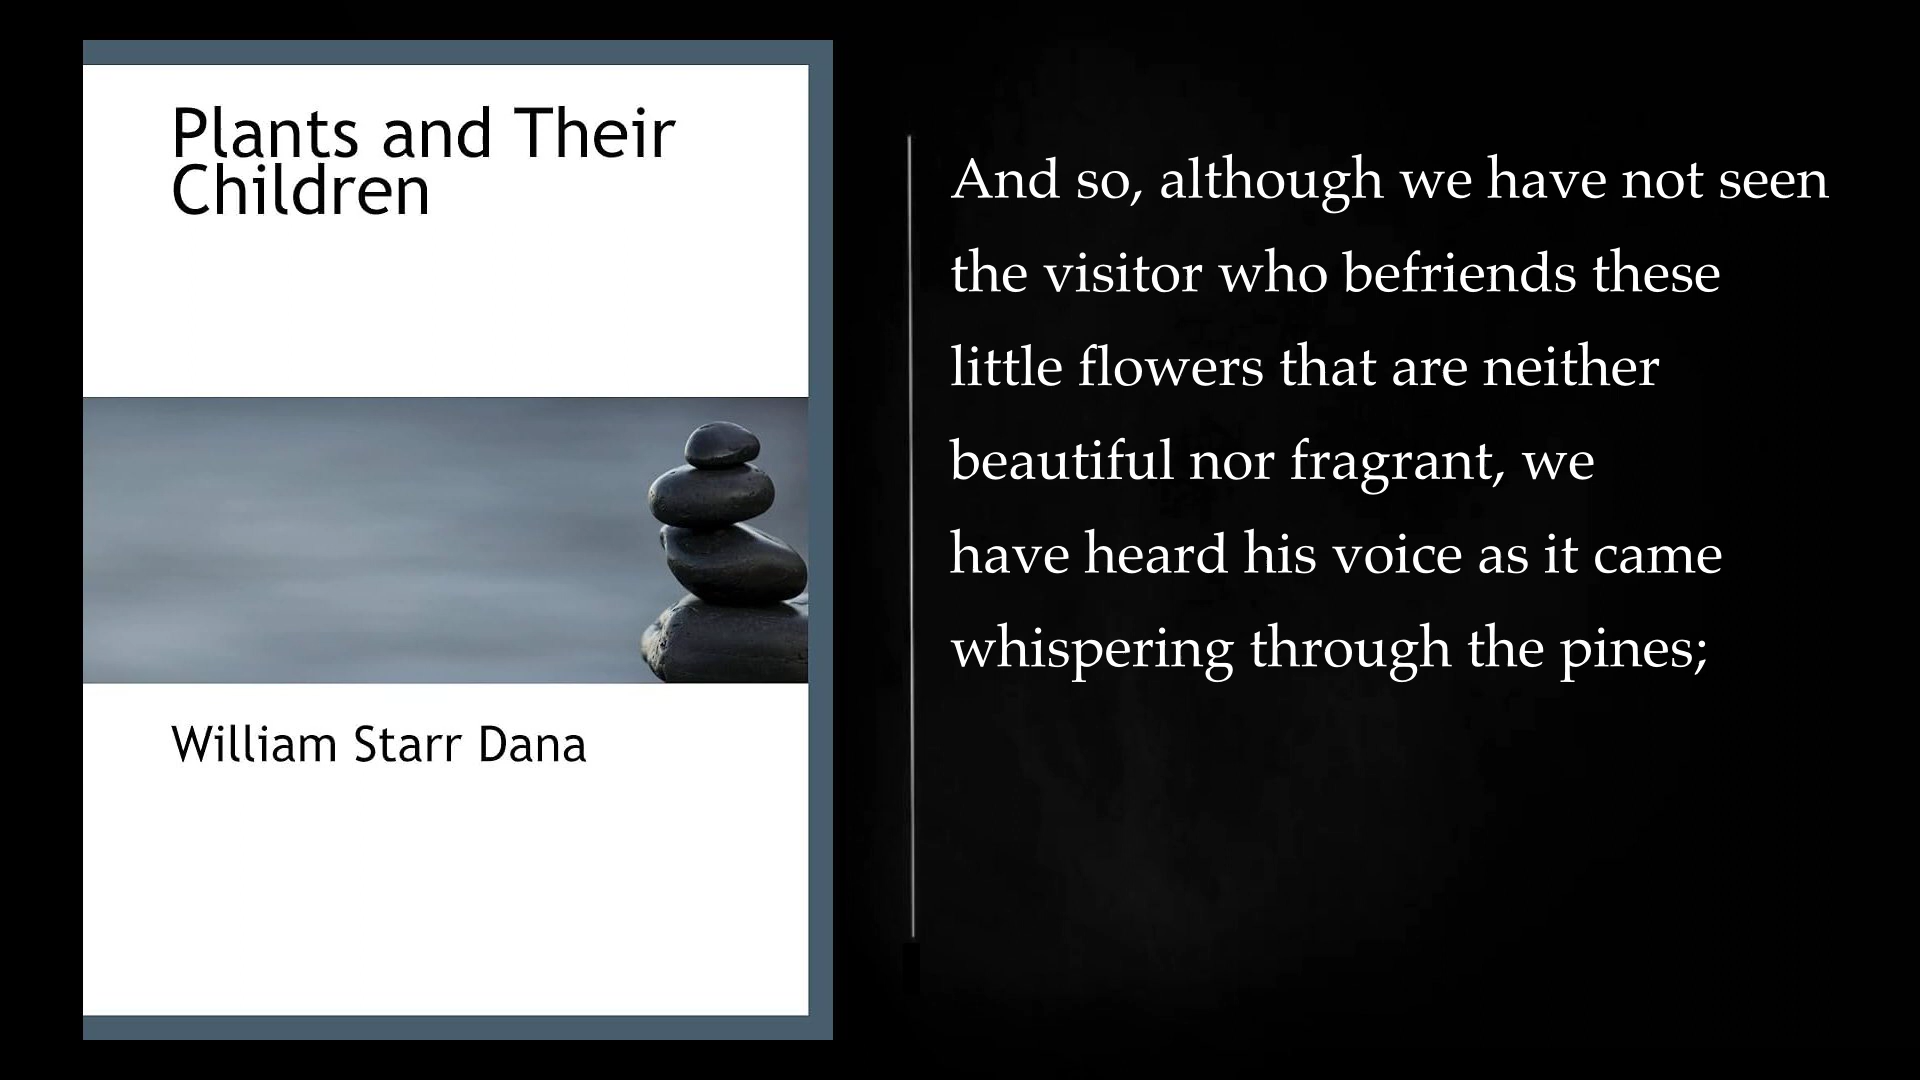 Plants and Their
Children
William Starr Dana
And so, although we have not seen
the visitor who befriends these
little flowers that are neither
beautiful nor fragrant, we
have heard his voice as it came
whispering through the pines;